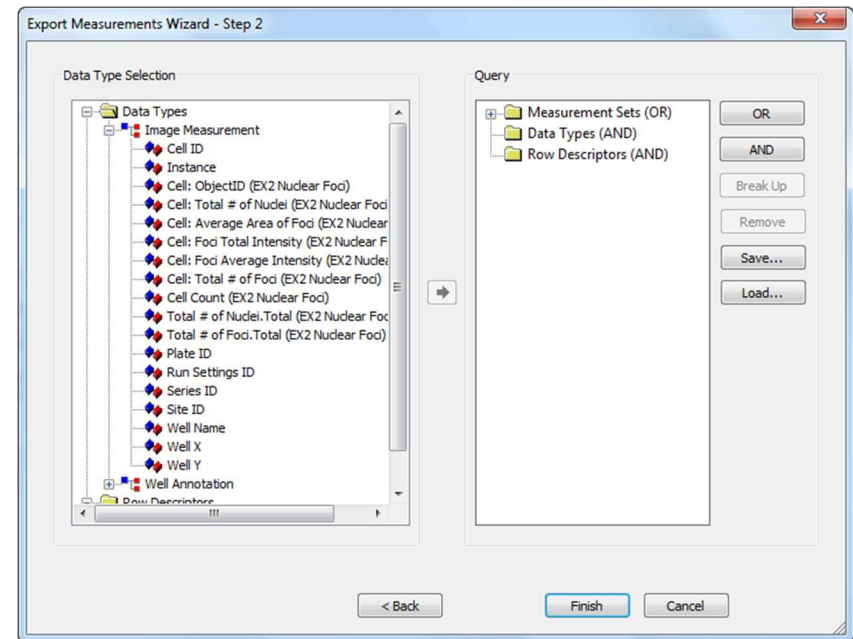 Export Measurements Wizard - Step 2
Data Type Selection
Data Types
Image Measurement
Cell ID
Instance
Cell: ObjectID (EX2 Nuclear Foci)
Cell: Total # of Nuclei (EX2 Nuclear Foci
Cell: Average Area of Foci (EX2 Nuclear
Cell: Foci Total Intensity (EX2 Nuclear F
Cell: Foci Average Intensity (EX2 Nuclea
Cell: Total # of Foci (EX2 Nuclear Foci)
Cell Count (EX2 Nuclear Foci)
Total # of Nuclei.Total (EX2 Nuclear Foc
Total # of Foci.Total (EX2 Nuclear Foci)
Plate ID
Run Settings ID
Series ID
Site ID
Well Name
Well X
Well Y
Well Annotation
Row Descriptors
Query
Measurement Sets (OR)
Data Types (AND)
Row Descriptors (AND)
OR
AND
Break Up
Remove
Save...
Load...
< Back
Finish
Cancel